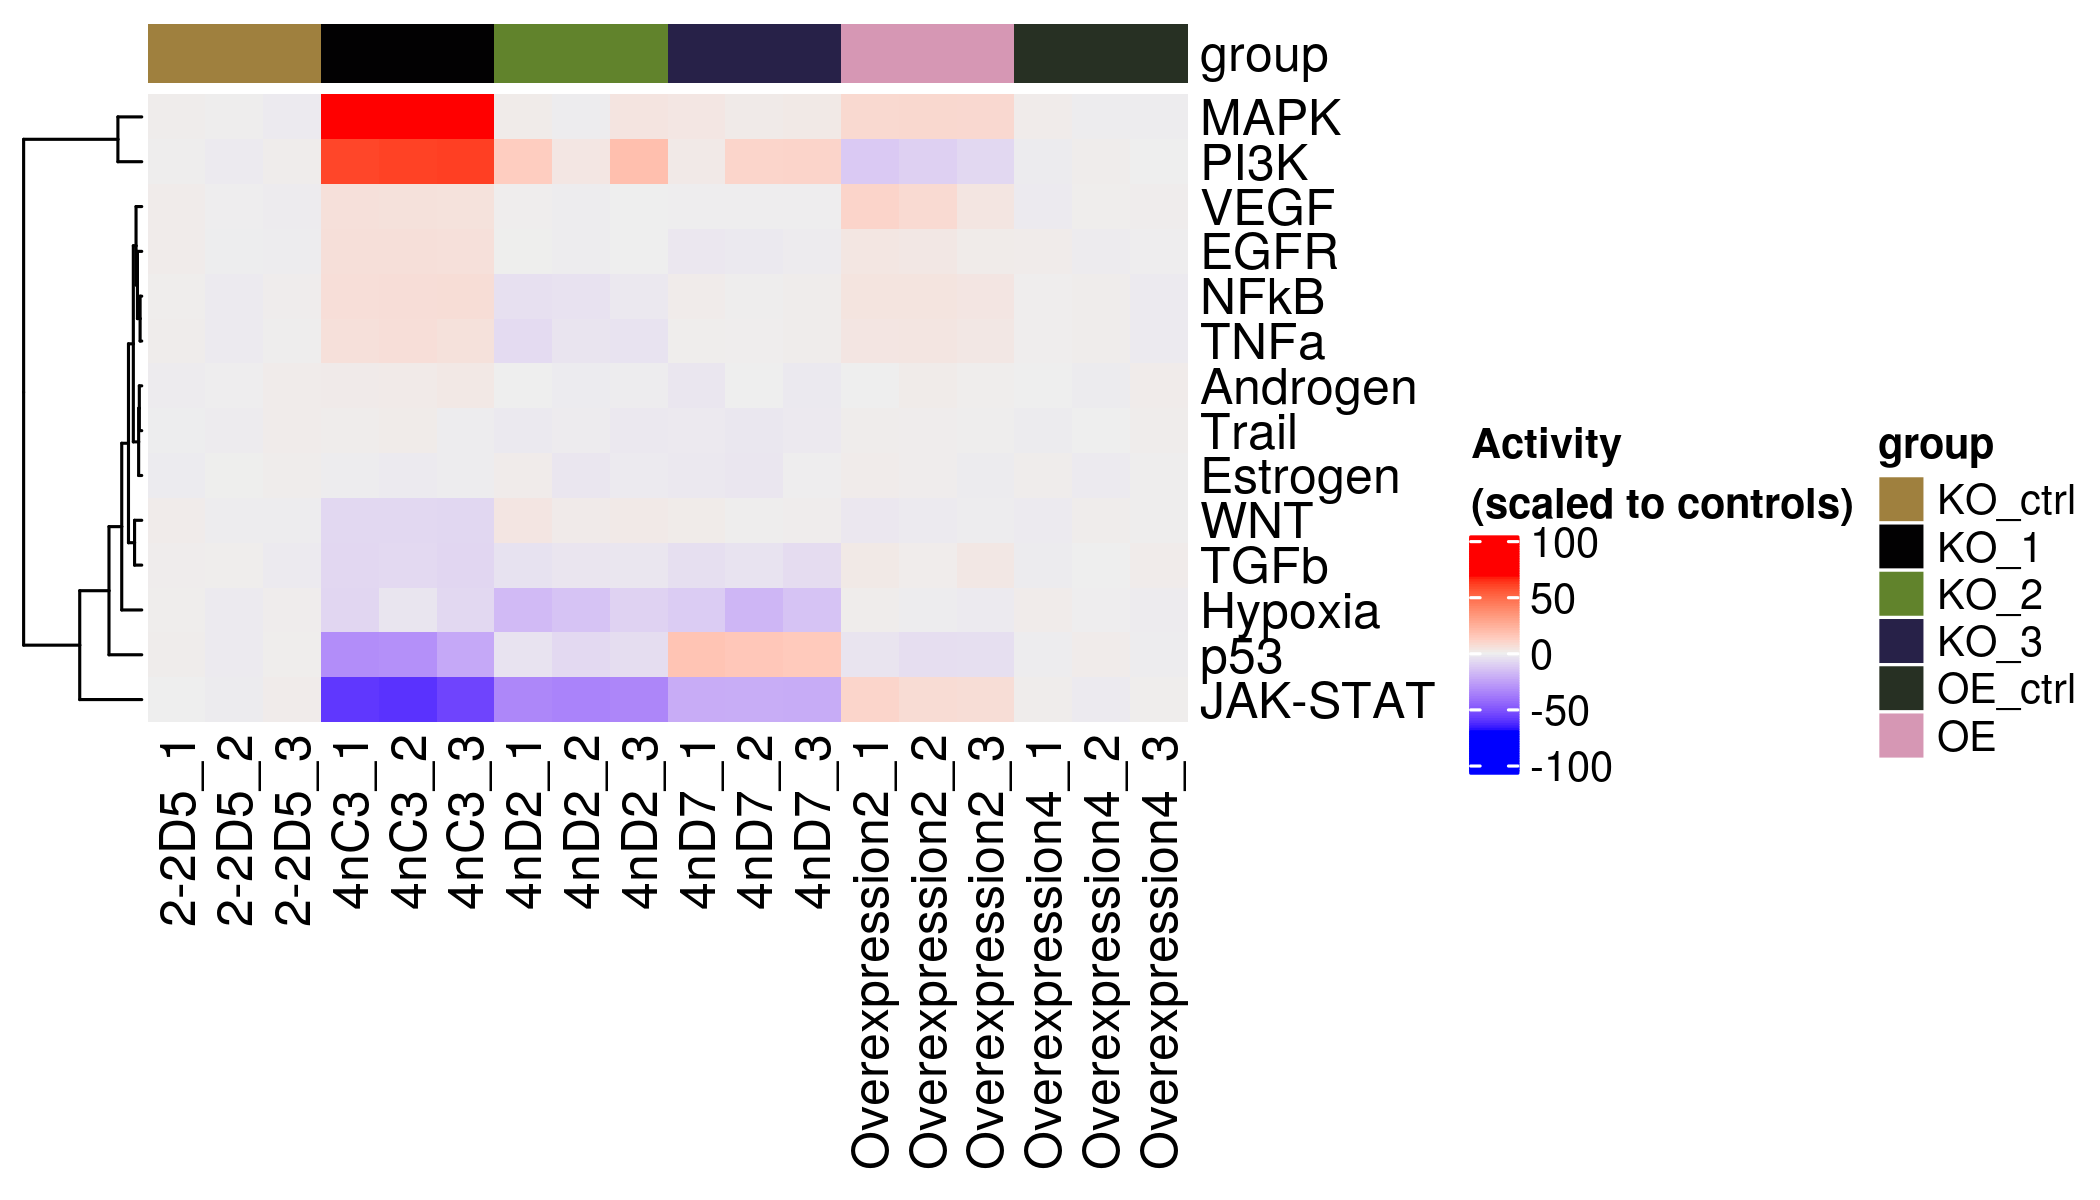 group
MAPK
PI3K
VEGF
EGFR
NFkB
TNFa
Androgen
Trail
Estrogen
WNT
TGFb
Hypoxia
p53
JAK-STAT
2-2D5_1
2-2D5_2
2-2D5_3
4nC3_1
4nC3_2
4nC3_3
4nD2_1
4nD2_2
4nD2_3
4nD7_1
4nD7_2
4nD7_3
Overexpression2_1
Overexpression2_2
Overexpression2_3
Overexpression4_1
Overexpression4_2
Overexpression4_3
Activity
(scaled to controls)
100
50
0
-50
-100
group
KO_ctrl
KO_1
KO_2
KO_3
OE_ctrl
OE